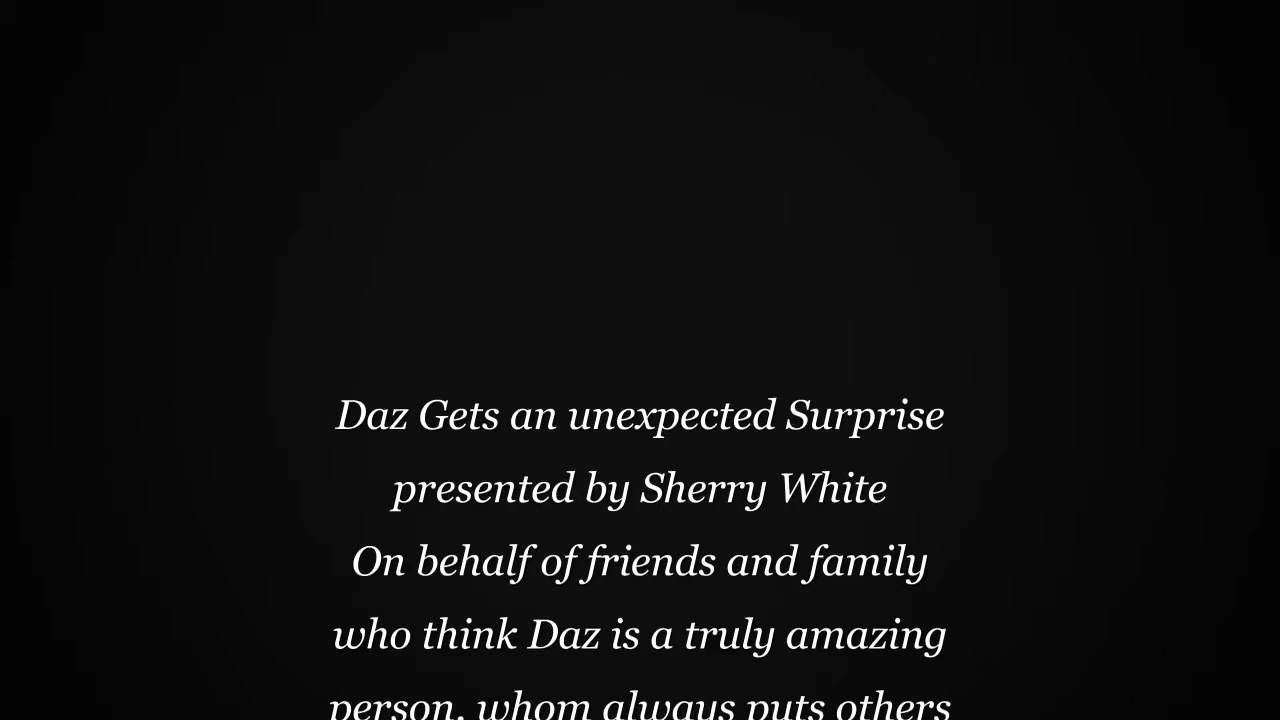 Daz Gets an unexpected Surprise
presented by Sherry White
On behalf of friends and family
who think Daz is a truly amazing
person, whom always puts others